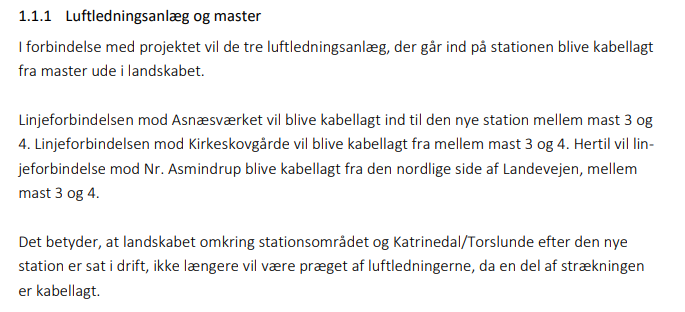 1.1.1 Luftledningsanlæg og master
I forbindelse med projektet vil de tre luftledningsanlæg, der går ind på stationen blive kabellagt
fra master ude i landskabet.
Linjeforbindelsen mod Asnæsværket vil blive kabellagt ind til den nye station mellem mast 3 og
4. Linjeforbindelsen mod Kirkeskovgårde vil blive kabellagt fra mellem mast 3 og 4. Hertil vil lin-
jeforbindelse mod Nr. Asmindrup blive kabellagt fra den nordlige side af Landevejen, mellem
mast 3 og 4.
Det betyder, at landskabet omkring stationsområdet og Katrinedal/Torslunde efter den nye
station er sat i drift, ikke længere vil være præget af luftledningerne, da en del af strækningen
er kabellagt.